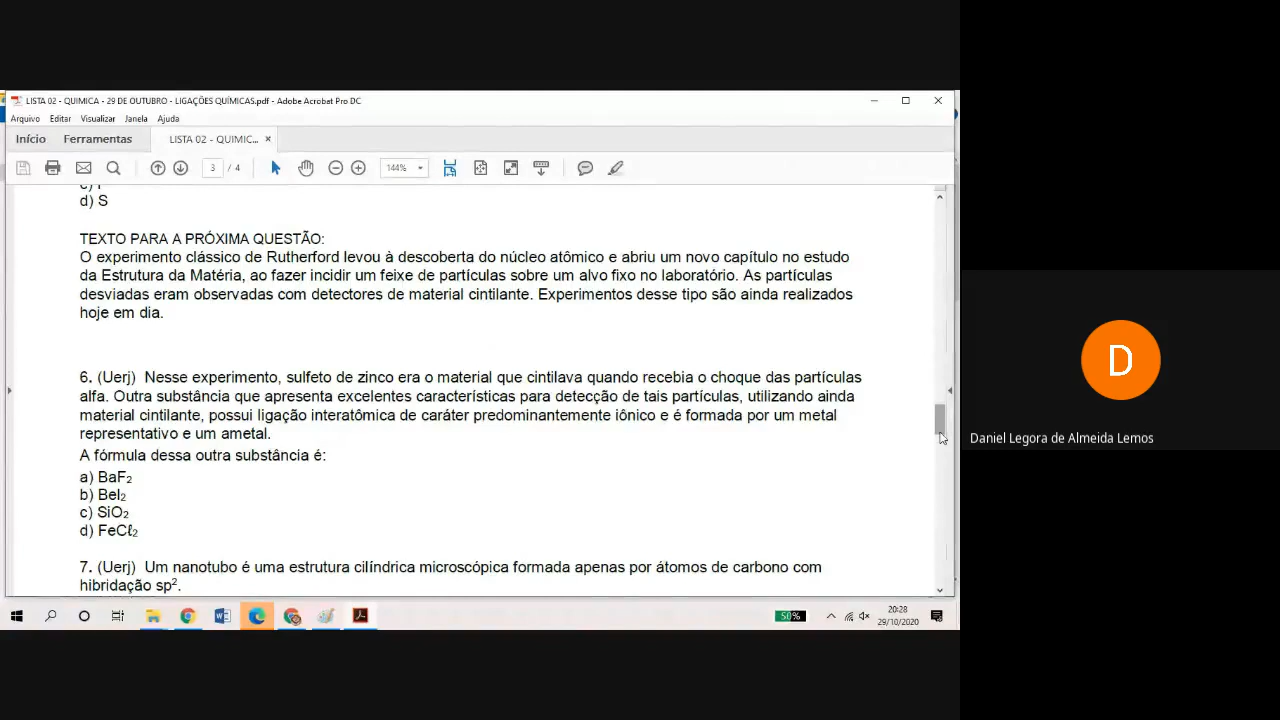 LISTA 02 - QUIMICA - 29 DE OUTUBRO - LIGAÇÕES QUÍMICAS.pdf - Adobe Acrobat Pro DC
Arquivo Editar Visualizar Janela Ajuda
Início Ferramentas LISTA 02 - QUIMIC... ×
3 / 4 144%
d) S
TEXTO PARA A PRÓXIMA QUESTÃO:
O experimento clássico de Rutherford levou à descoberta do núcleo atômico e abriu um novo capítulo no estudo
da Estrutura da Matéria, ao fazer incidir um feixe de partículas sobre um alvo fixo no laboratório. As partículas
desviadas eram observadas com detectores de material cintilante. Experimentos desse tipo são ainda realizados
hoje em dia.
6. (Uerj) Nesse experimento, sulfeto de zinco era o material que cintilava quando recebia o choque das partículas
alfa. Outra substância que apresenta excelentes características para detecção de tais partículas, utilizando ainda
material cintilante, possui ligação interatômica de caráter predominantemente iônico e é formada por um metal
representativo e um ametal.
A fórmula dessa outra substância é:
a) BaF₂
b) BeI₂
c) SiO₂
d) FeCℓ₂
7. (Uerj) Um nanotubo é uma estrutura cilíndrica microscópica formada apenas por átomos de carbono com
hibridação sp².
50%
20:28
29/10/2020
D
Daniel Legora de Almeida Lemos